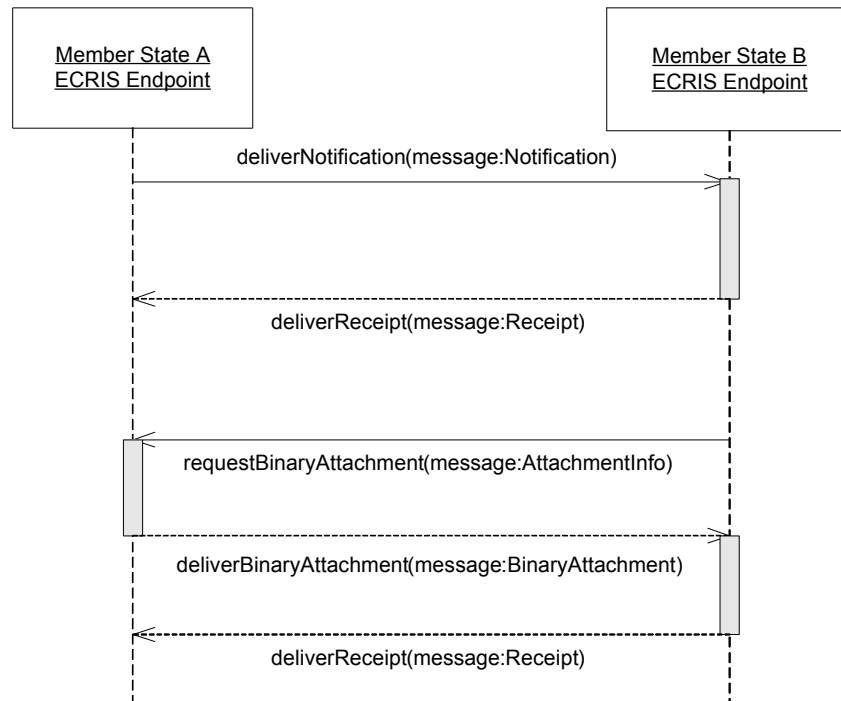 Member State A
ECRIS Endpoint
Member State B
ECRIS Endpoint
deliverNotification(message:Notification)
deliverReceipt(message:Receipt)
requestBinaryAttachment(message:AttachmentInfo)
deliverBinaryAttachment(message:BinaryAttachment)
deliverReceipt(message:Receipt)